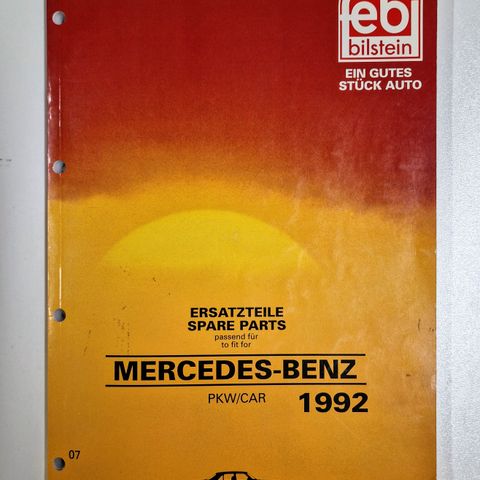 febi
bilstein
EIN GUTES
STÜCK AUTO
ERSATZTEILE
SPARE PARTS
passend für
to fit for
MERCEDES-BENZ
PKW/CAR 1992
07